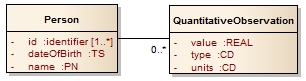 Person
- id :identifier [1..*]
- dateOfBirth :TS
- name :PN
0..*
QuantitativeObservation
- value :REAL
- type :CD
- units :CD